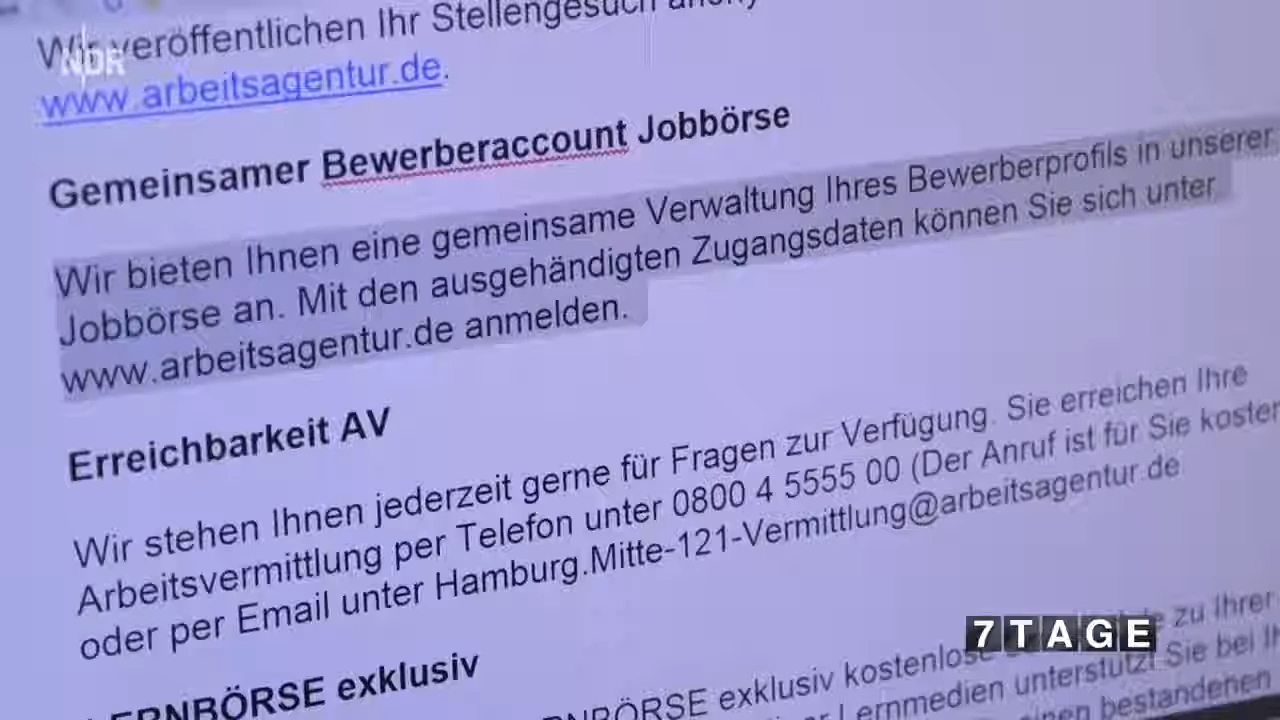 Wir veröffentlichen Ihr Stellengesuch
NDR
www.arbeitsagentur.de.
Gemeinsamer Bewerberaccount Jobbörse
Wir bieten Ihnen eine gemeinsame Verwaltung Ihres Bewerberprofils in unserer
Jobbörse an. Mit den ausgehändigten Zugangsdaten können Sie sich unter
www.arbeitsagentur.de anmelden.
Erreichbarkeit AV
Wir stehen Ihnen jederzeit gerne für Fragen zur Verfügung. Sie erreichen Ihre
Arbeitsvermittlung per Telefon unter 0800 4 5555 00 (Der Anruf ist für Sie
oder per Email unter Hamburg.Mitte-121-Vermittlung@arbeitsagentur.de
exklusiv
exklusiv zu Ihrer
7 TAGE
Lernmedien unterstützt Sie bei
bestandenen